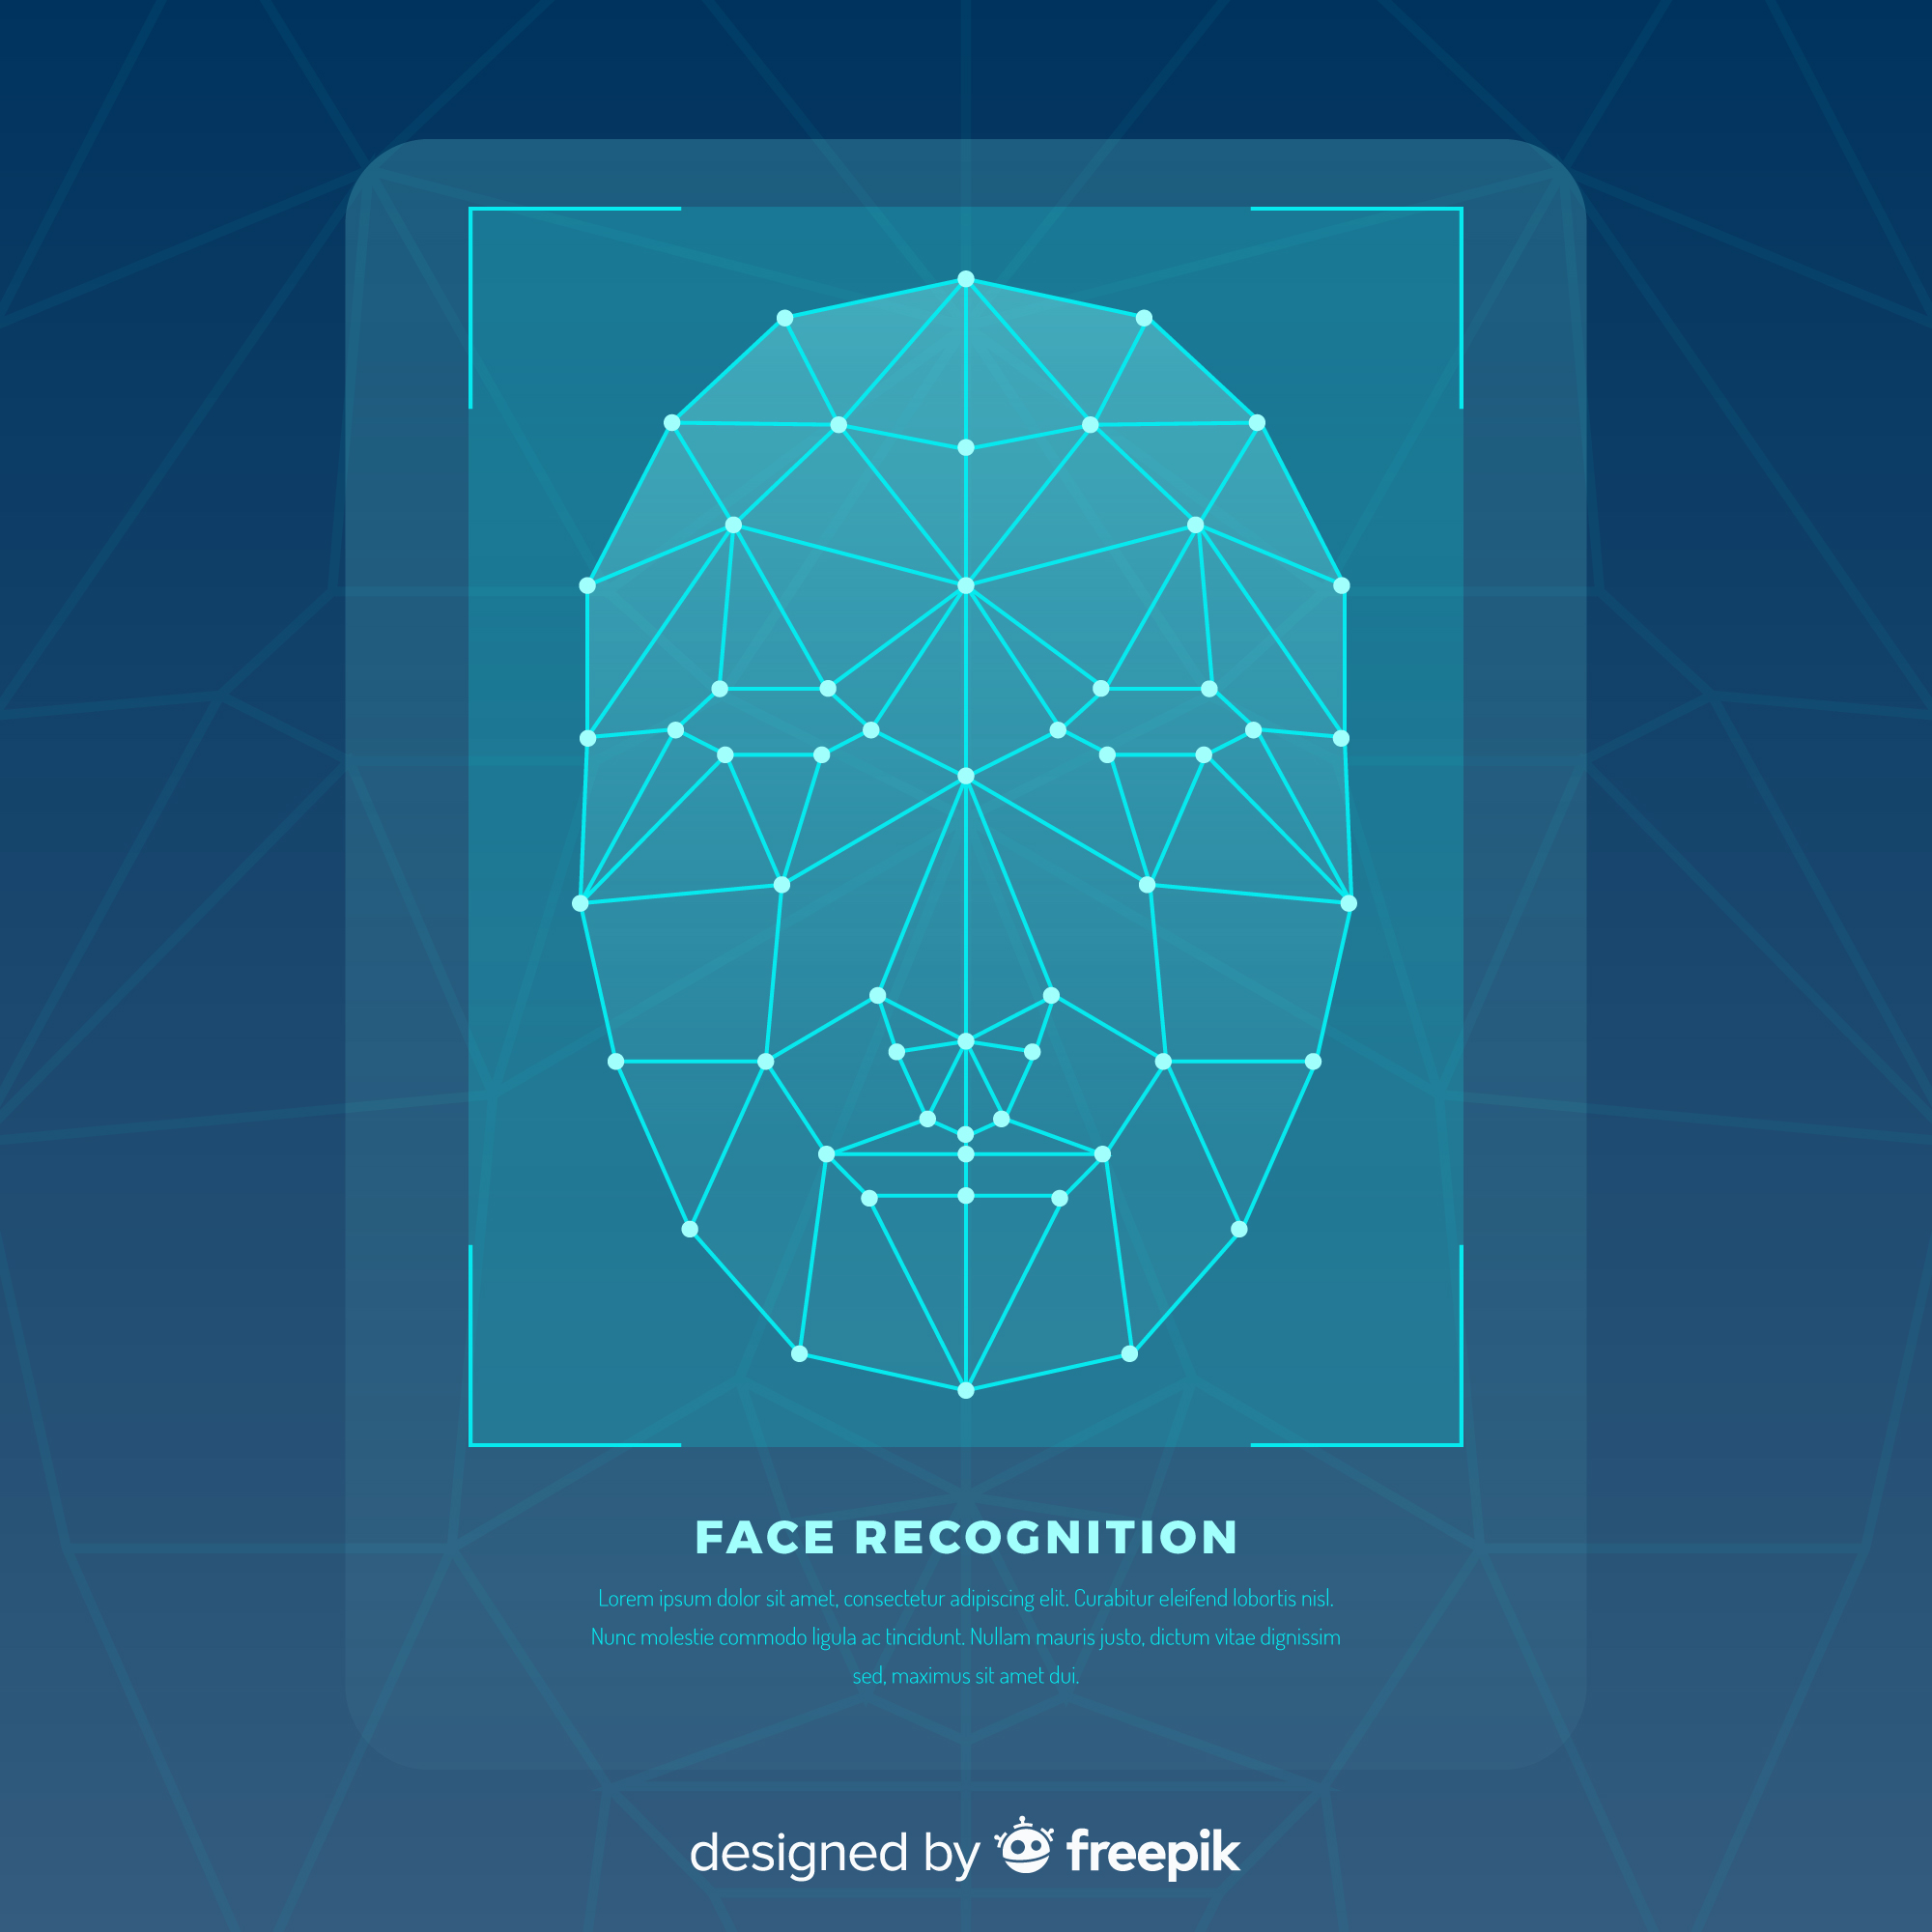 FACE RECOGNITION
Lorem ipsum dolor sit amet, consectetur adipiscing elit. Curabitur eleifend lobortis nisl.
Nunc molestie commodo ligula ac tincidunt. Nullam mauris justo, dictum vitae dignissim
sed, maximus sit amet dui.
designed by freepik